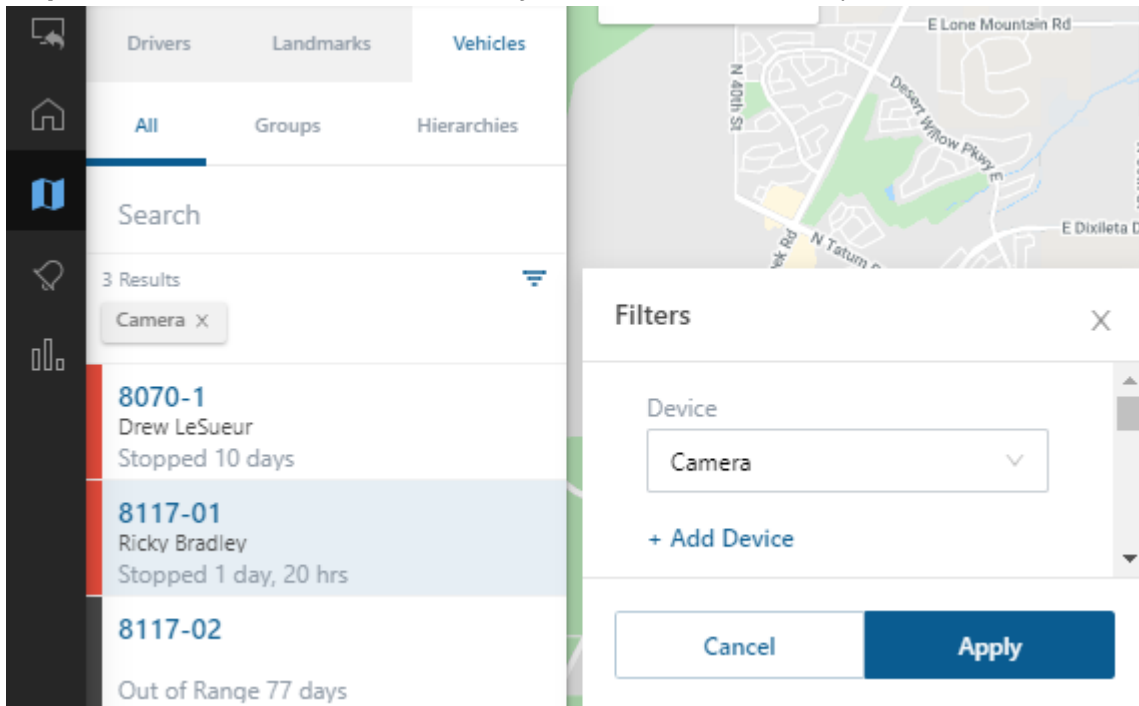 Drivers Landmarks Vehicles
All Groups Hierarchies
Search
3 Results
Camera X
8070-1
Drew LeSueur
Stopped 10 days
8117-01
Ricky Bradley
Stopped 1 day, 20 hrs
8117-02
Out of Range 77 days
E Lone Mountain Rd
N 40th St
Desert Willow Pkwy E
E Dixileta D
ek Rd
N Tatum
Filters
Device
Camera
+ Add Device
Cancel Apply